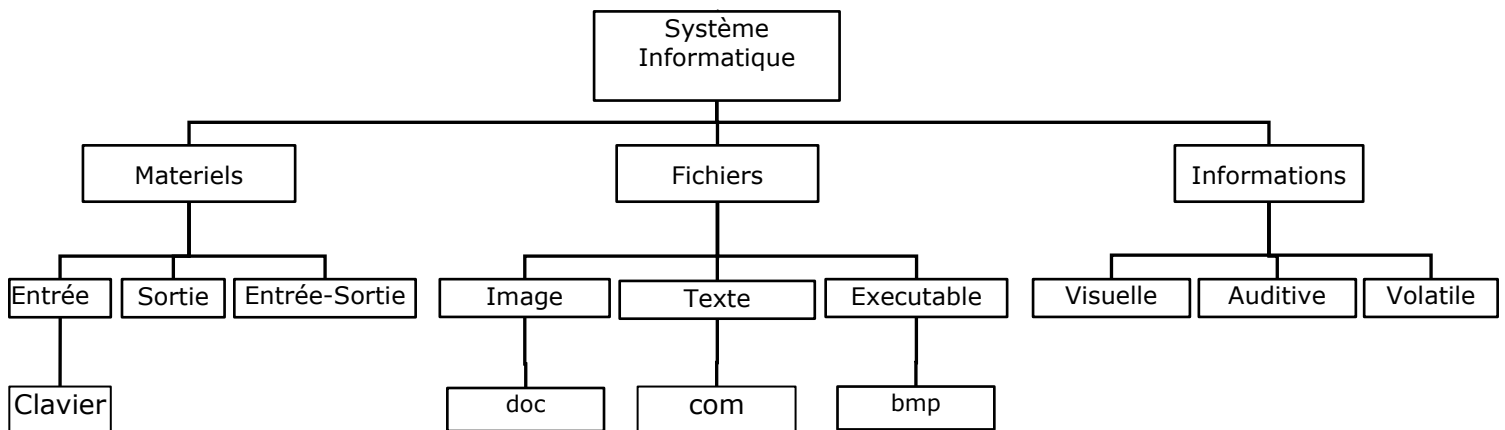 Système
Informatique
Materiels
Fichiers
Informations
Entrée
Sortie
Entrée-Sortie
Image
Texte
Executable
Visuelle
Auditive
Volatile
Clavier
doc
com
bmp